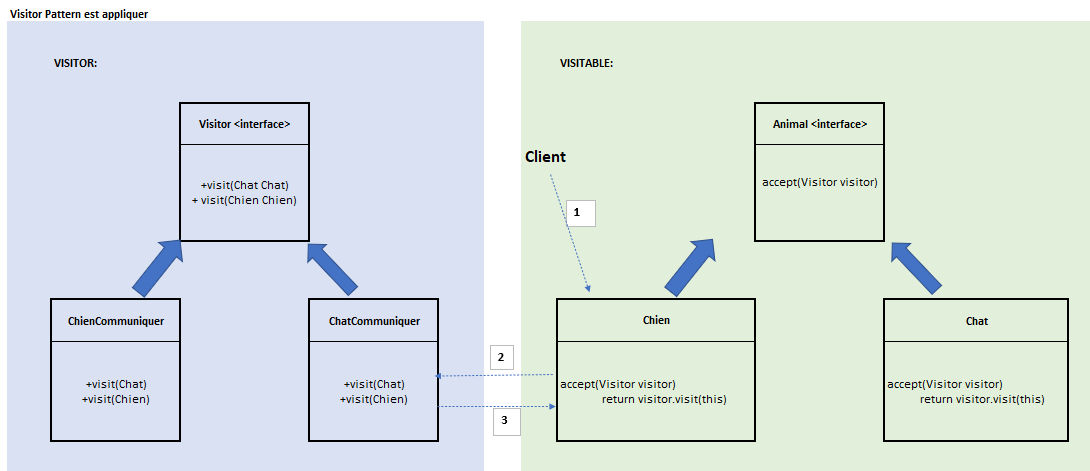 Visitor Pattern est appliquer
VISITOR:
VISITABLE:
Visitor <interface>
+visit(Chat Chat)
+ visit(Chien Chien)
Animal <interface>
accept(Visitor visitor)
Client
1
ChienCommuniquer
+visit(Chat)
+visit(Chien)
ChatCommuniquer
+visit(Chat)
+visit(Chien)
2
3
Chien
accept(Visitor visitor)
return visitor.visit(this)
Chat
accept(Visitor visitor)
return visitor.visit(this)